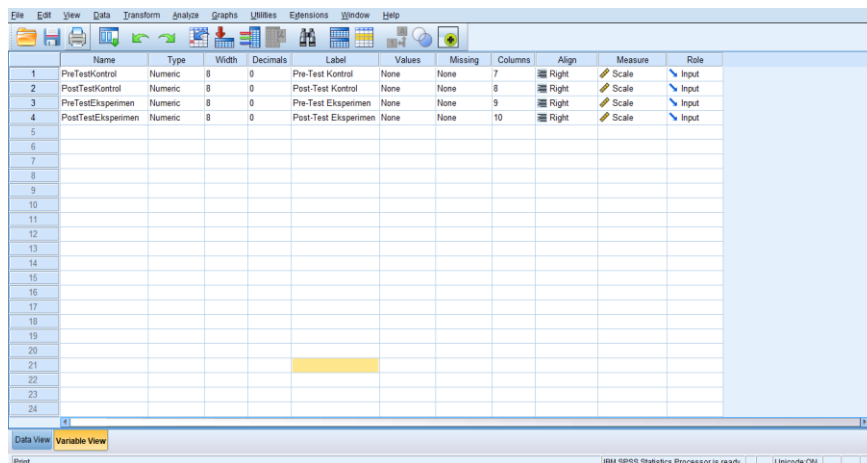 File Edit View Data Transform Analyze Graphs Utilities Extensions Window Help
Name Type Width Decimals Label Values Missing Columns Align Measure Role
1 PreTestKontrol Numeric 8 0 Pre-Test Kontrol None None 7 Right Scale Input
2 PostTestKontrol Numeric 8 0 Post-Test Kontrol None None 8 Right Scale Input
3 PreTestEksperimen Numeric 8 0 Pre-Test Eksperimen None None 9 Right Scale Input
4 PostTestEksperimen Numeric 8 0 Post-Test Eksperimen None None 10 Right Scale Input
5
6
7
8
9
10
11
12
13
14
15
16
17
18
19
20
21
22
23
24
Data View Variable View
Print IBM SPSS Statistics Processor is ready Unicode:ON